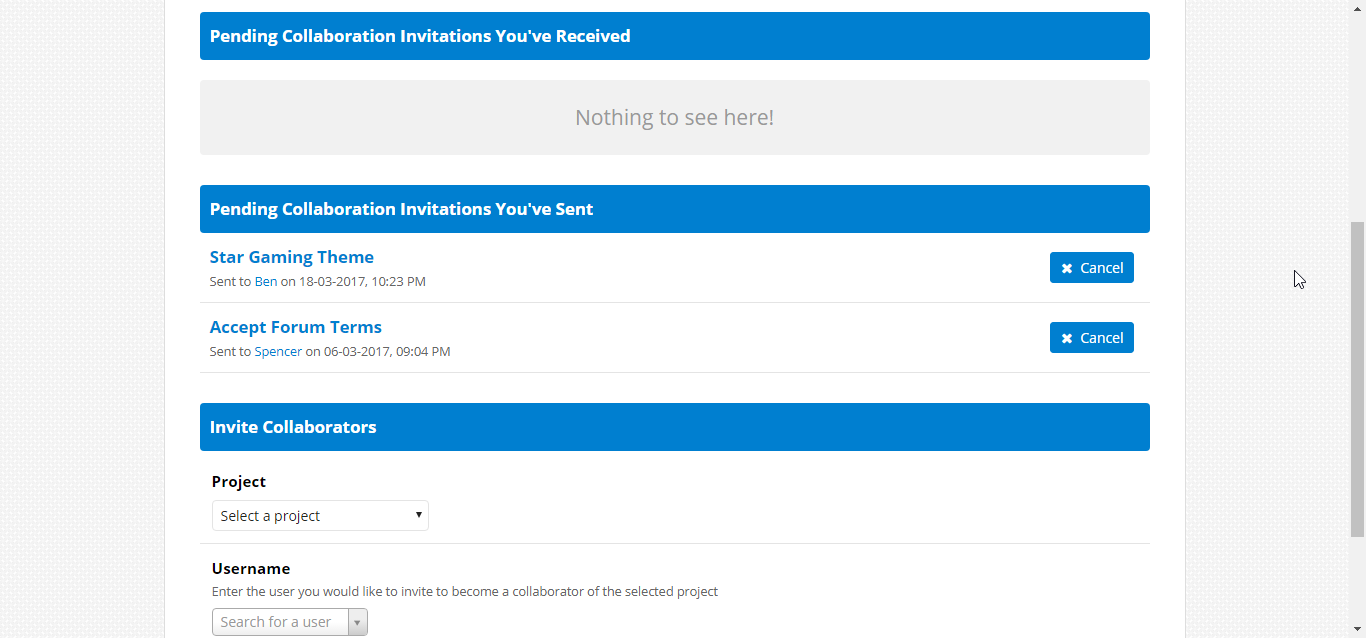 Pending Collaboration Invitations You've Received
Nothing to see here!
Pending Collaboration Invitations You've Sent
Star Gaming Theme
Sent to Ben on 18-03-2017, 10:23 PM
Cancel
Accept Forum Terms
Sent to Spencer on 06-03-2017, 09:04 PM
Cancel
Invite Collaborators
Project
Select a project
Username
Enter the user you would like to invite to become a collaborator of the selected project
Search for a user